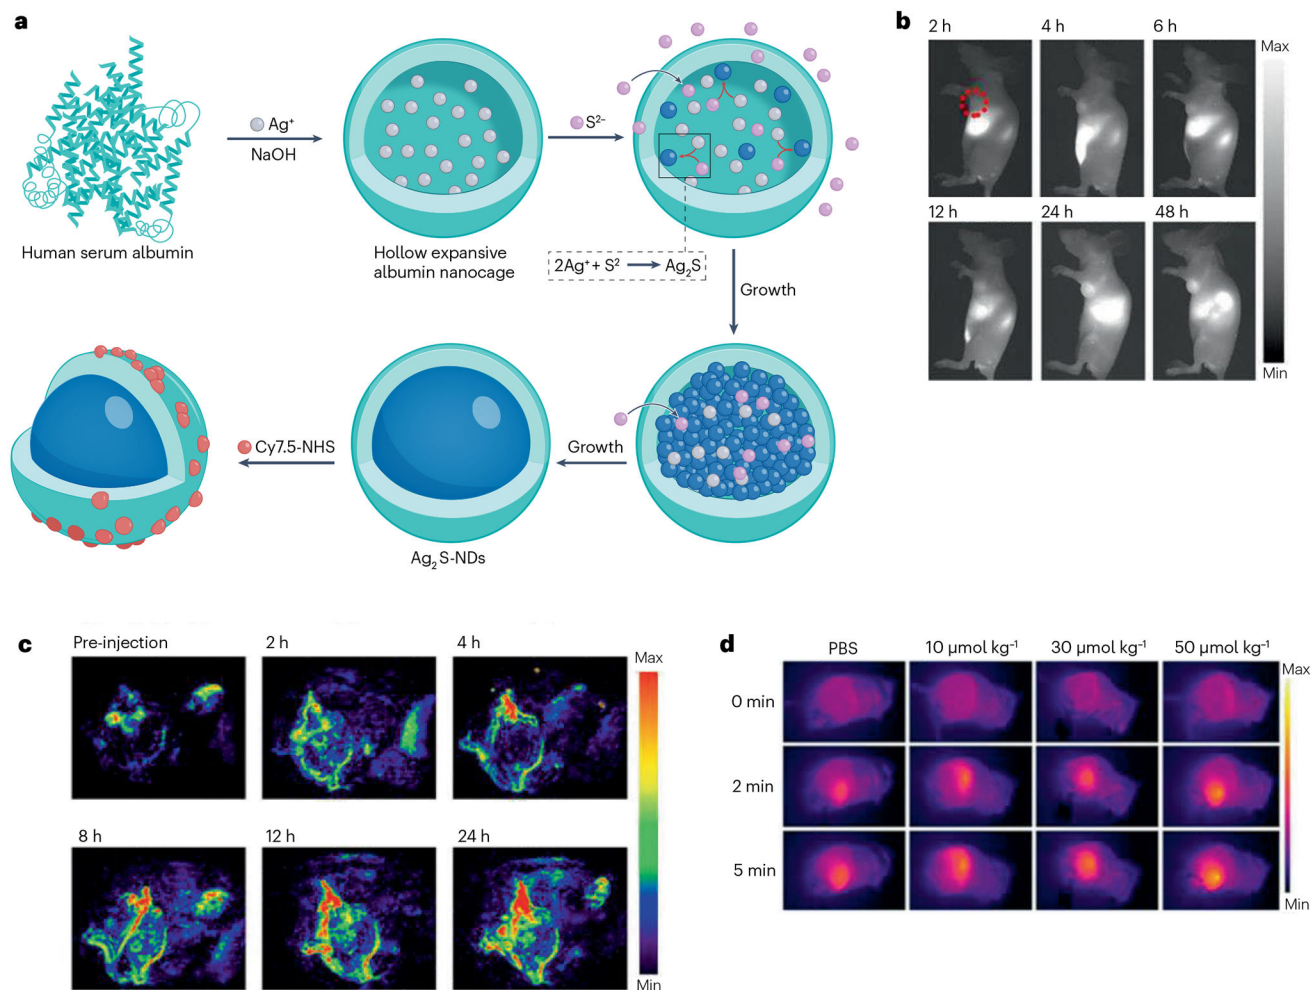 a
Ag⁺
NaOH
S²⁻
Human serum albumin
Hollow expansive
albumin nanocage
2Ag⁺ + S² → Ag₂S
Growth
Growth
Cy7.5-NHS
Ag₂S-NDs
b
2 h
4 h
6 h
12 h
24 h
48 h
Max
Min
c
Pre-injection
2 h
4 h
8 h
12 h
24 h
Max
Min
d
PBS
10 µmol kg⁻¹
30 µmol kg⁻¹
50 µmol kg⁻¹
0 min
2 min
5 min
Max
Min